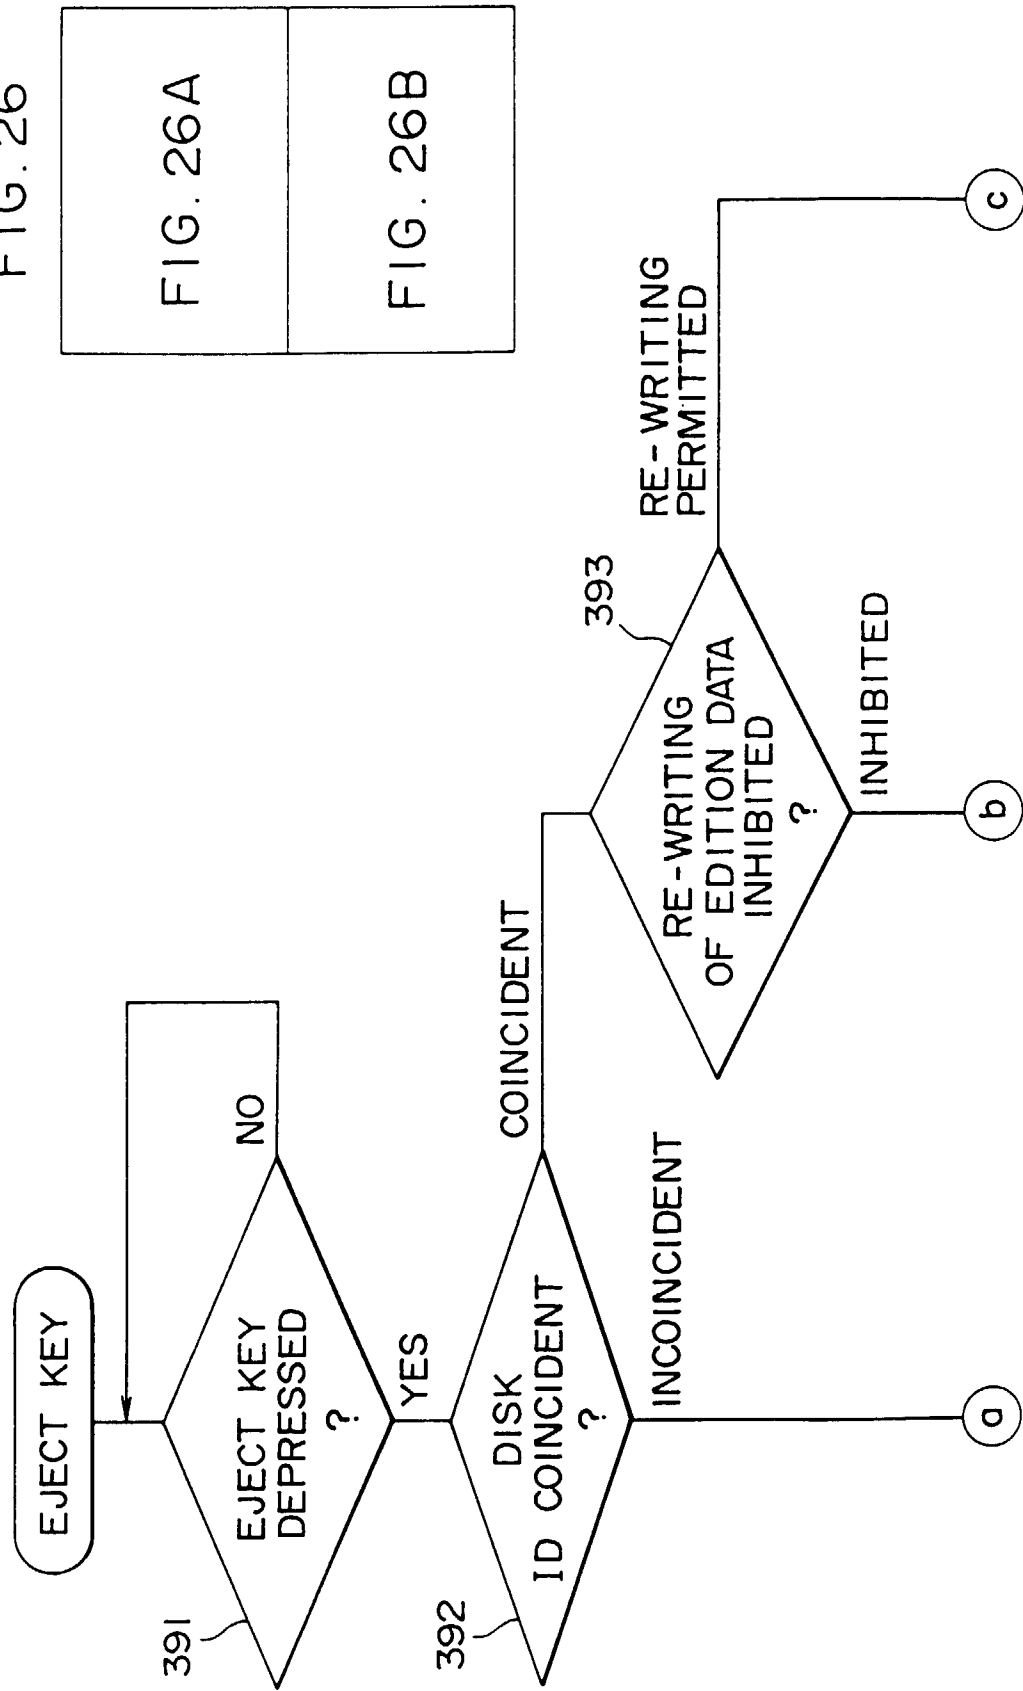 FIG. 26
FIG. 26A
FIG. 26B
EJECT KEY
391
EJECT KEY
DEPRESSED
?
NO
YES
392
DISK
ID COINCIDENT
?
COINCIDENT
INCOINCIDENT
393
RE-WRITING
OF EDITION DATA
INHIBITED
?
RE-WRITING
PERMITTED
INHIBITED
a
b
c